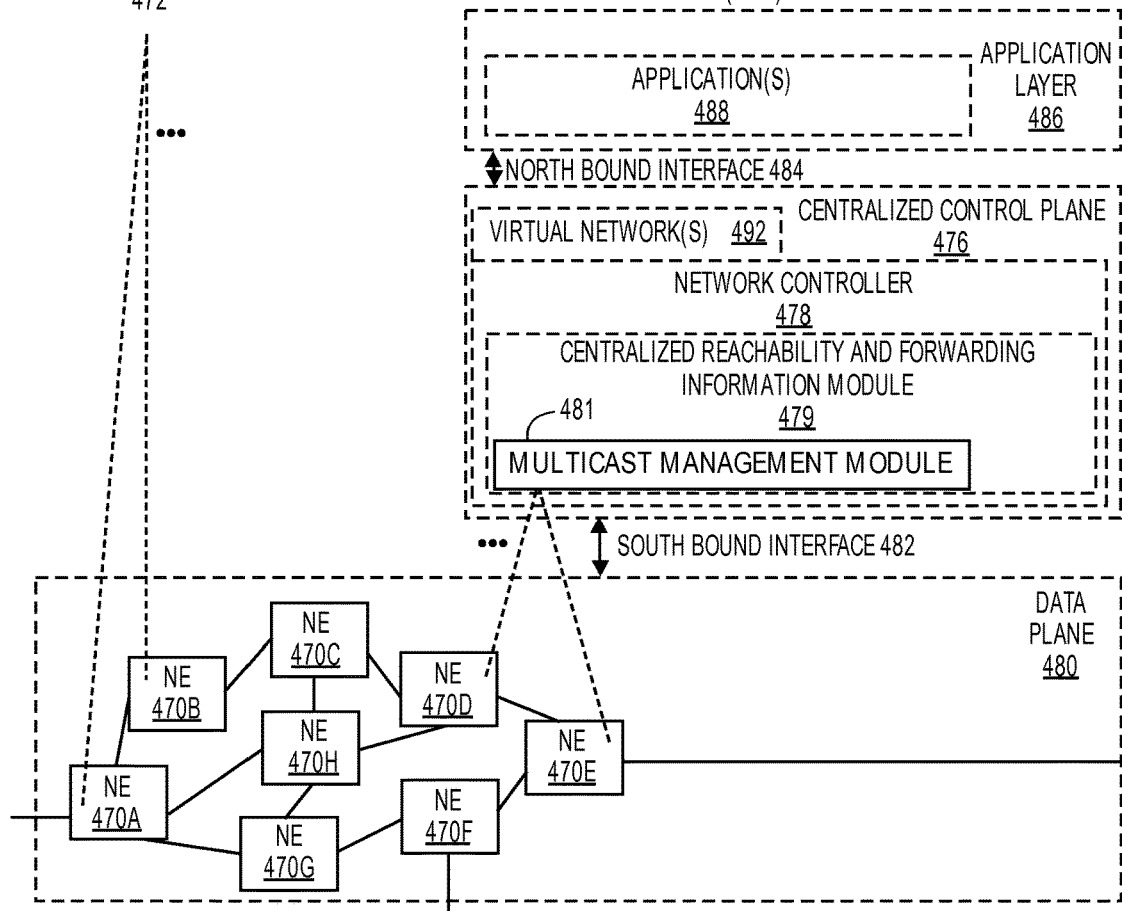 472
APPLICATION(S)
488
APPLICATION
LAYER
486
NORTH BOUND INTERFACE 484
VIRTUAL NETWORK(S) 492
CENTRALIZED CONTROL PLANE
476
NETWORK CONTROLLER
478
CENTRALIZED REACHABILITY AND FORWARDING
INFORMATION MODULE
479
481
MULTICAST MANAGEMENT MODULE
•••
•••
SOUTH BOUND INTERFACE 482
DATA
PLANE
480
NE
470C
NE
470B
NE
470D
NE
470H
NE
470E
NE
470A
NE
470F
NE
470G